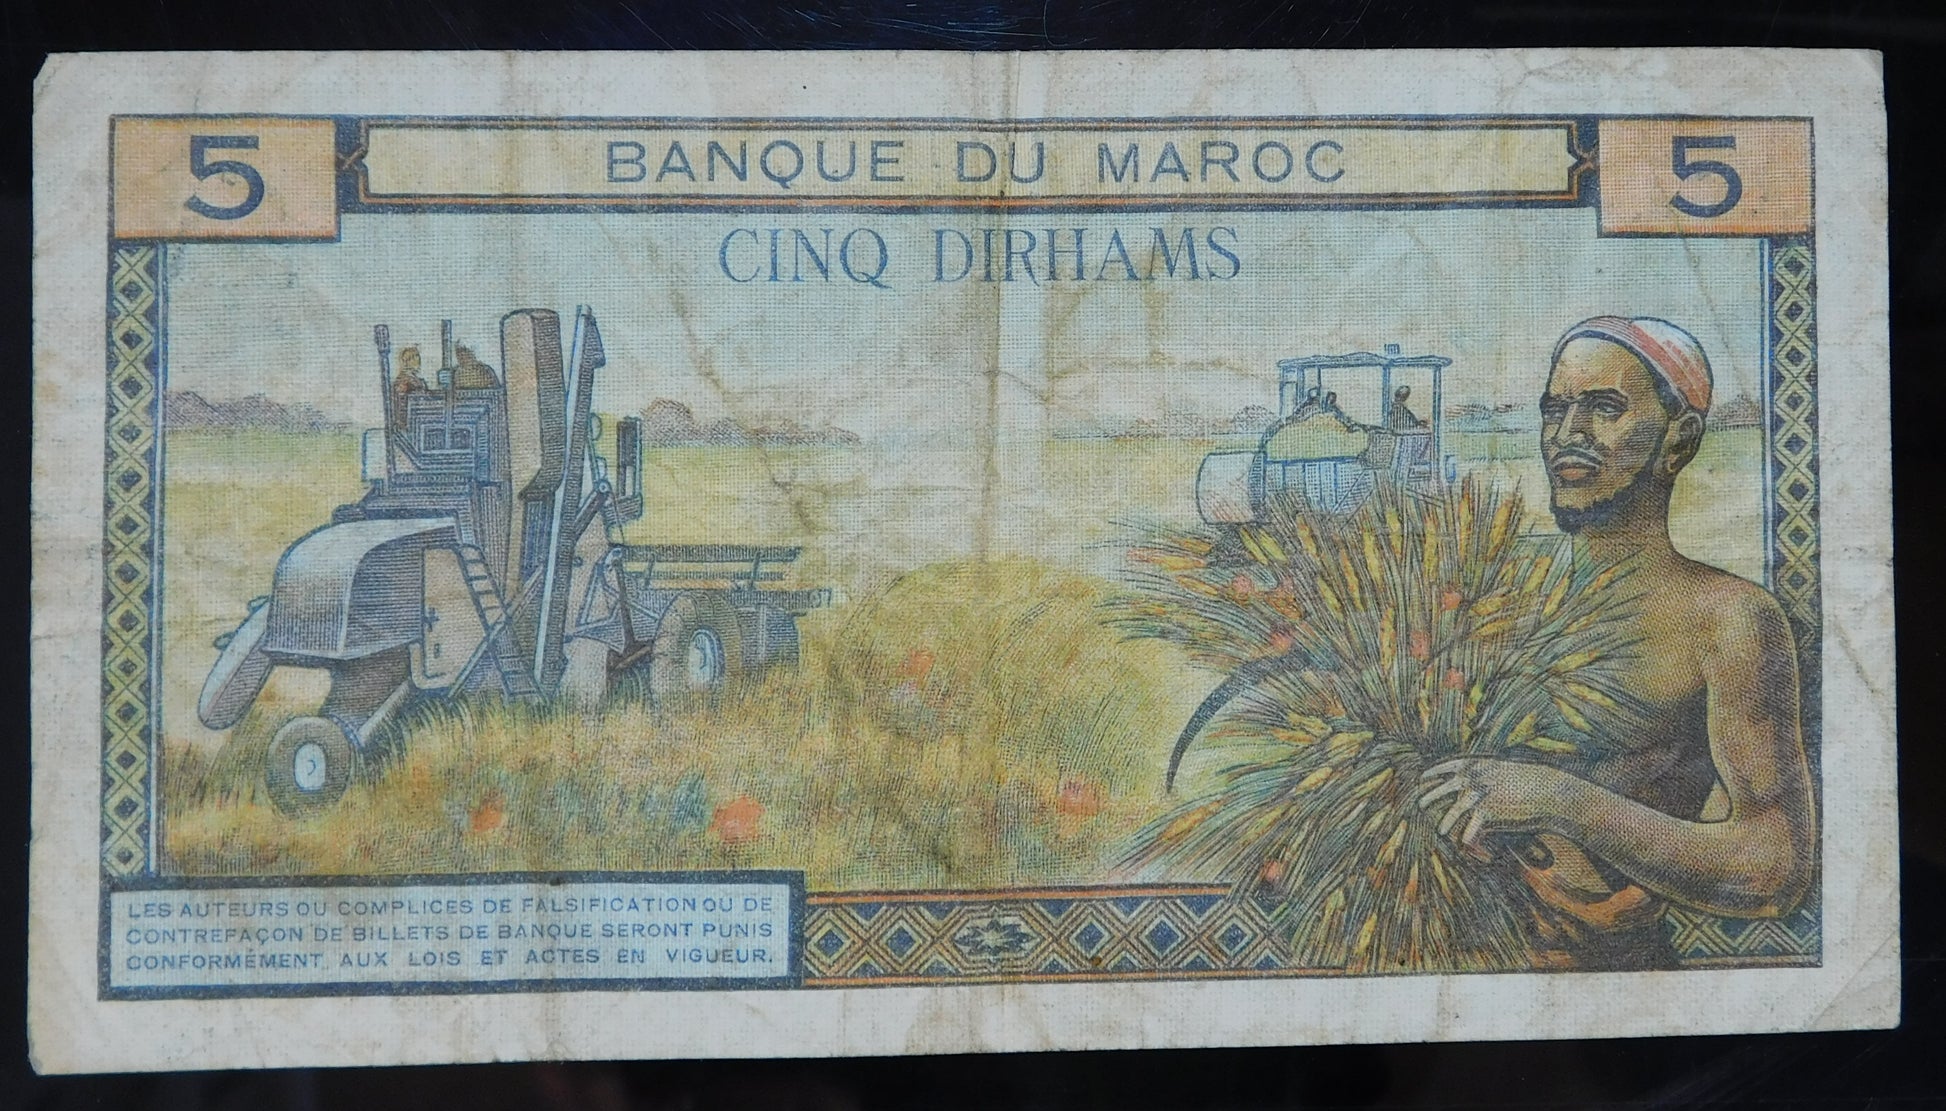 5 BANQUE DU MAROC 5
CINQ DIRHAMS
LES AUTEURS OU COMPLICES DE FALSIFICATION OU DE
CONTREFAÇON DE BILLETS DE BANQUE SERONT PUNIS
CONFORMÉMENT AUX LOIS ET ACTES EN VIGUEUR.